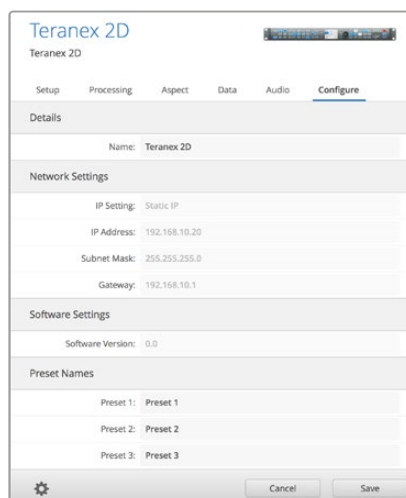 Teranex 2D
Teranex 2D
Setup Processing Aspect Data Audio Configure
Details
Name: Teranex 2D
Network Settings
IP Setting: Static IP
IP Address: 192.168.10.20
Subnet Mask: 255.255.255.0
Gateway: 192.168.10.1
Software Settings
Software Version: 0.0
Preset Names
Preset 1: Preset 1
Preset 2: Preset 2
Preset 3: Preset 3
Cancel Save